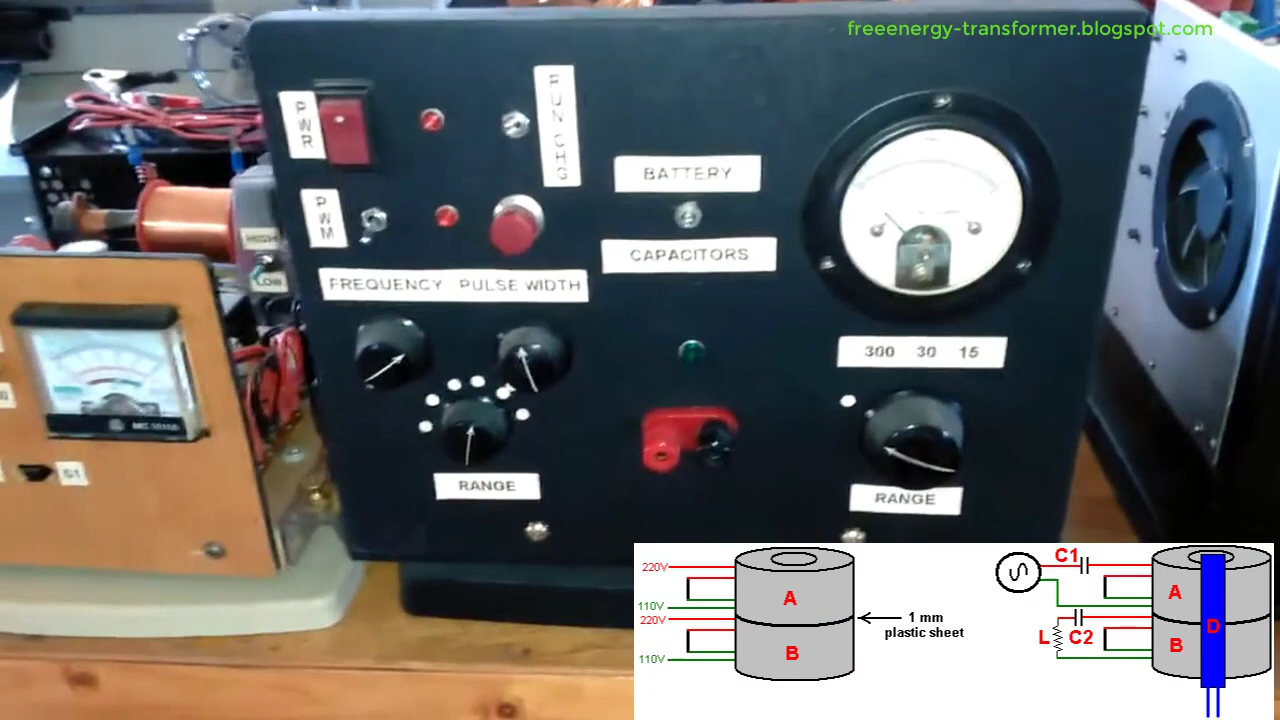 freeenergy-transformer.blogspot.com
PWR
PUN CHG
BATTERY
PWM
HIGH
LOW
CAPACITORS
FREQUENCY PULSE WIDTH
300 30 15
S1
RANGE
RANGE
220V
110V
220V
110V
A
B
1 mm
plastic sheet
C1
A
L
C2
B
D